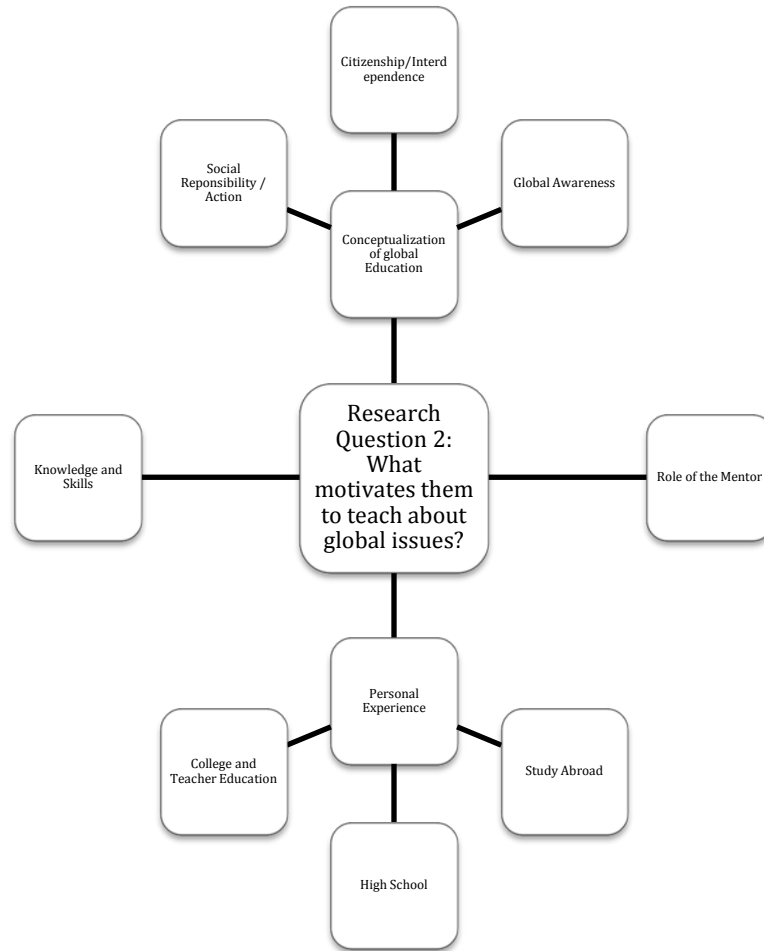 Citizenship/Interd
ependence
Social
Reponsibility /
Action
Global Awareness
Conceptualization
of global
Education
Research
Question 2:
What
motivates them
to teach about
global issues?
Knowledge and
Skills
Role of the Mentor
Personal
Experience
College and
Teacher Education
Study Abroad
High School